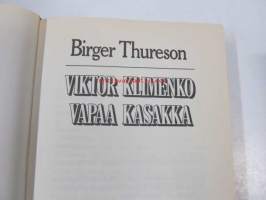 Birger Thureson
VIKTOR KLIMENKO
VAPAA KASAKKA